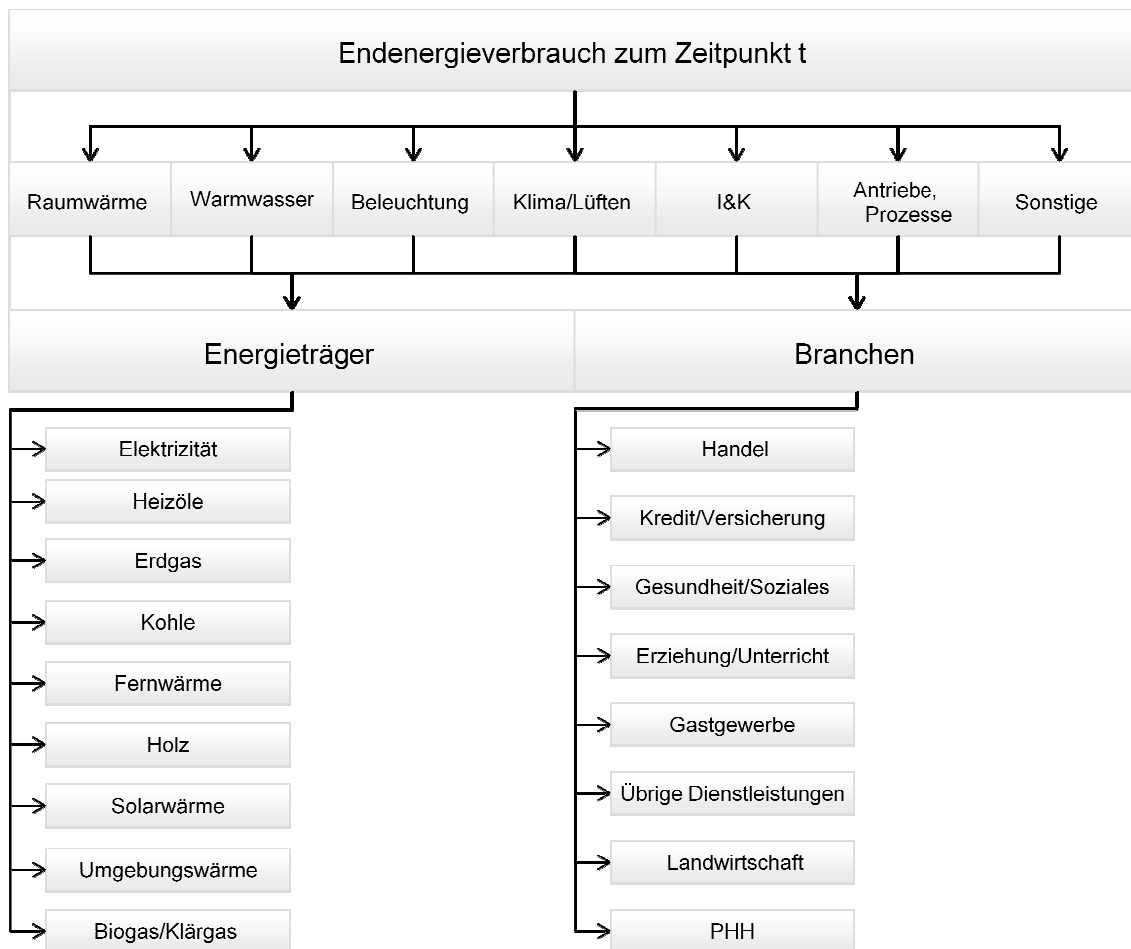 Endenergieverbrauch zum Zeitpunkt t
Raumwärme
Warmwasser
Beleuchtung
Klima/Lüften
I&K
Antriebe,
Prozesse
Sonstige
Energieträger
Branchen
Elektrizität
Heizöle
Erdgas
Kohle
Fernwärme
Holz
Solarwärme
Umgebungswärme
Biogas/Klärgas
Handel
Kredit/Versicherung
Gesundheit/Soziales
Erziehung/Unterricht
Gastgewerbe
Übrige Dienstleistungen
Landwirtschaft
PHH